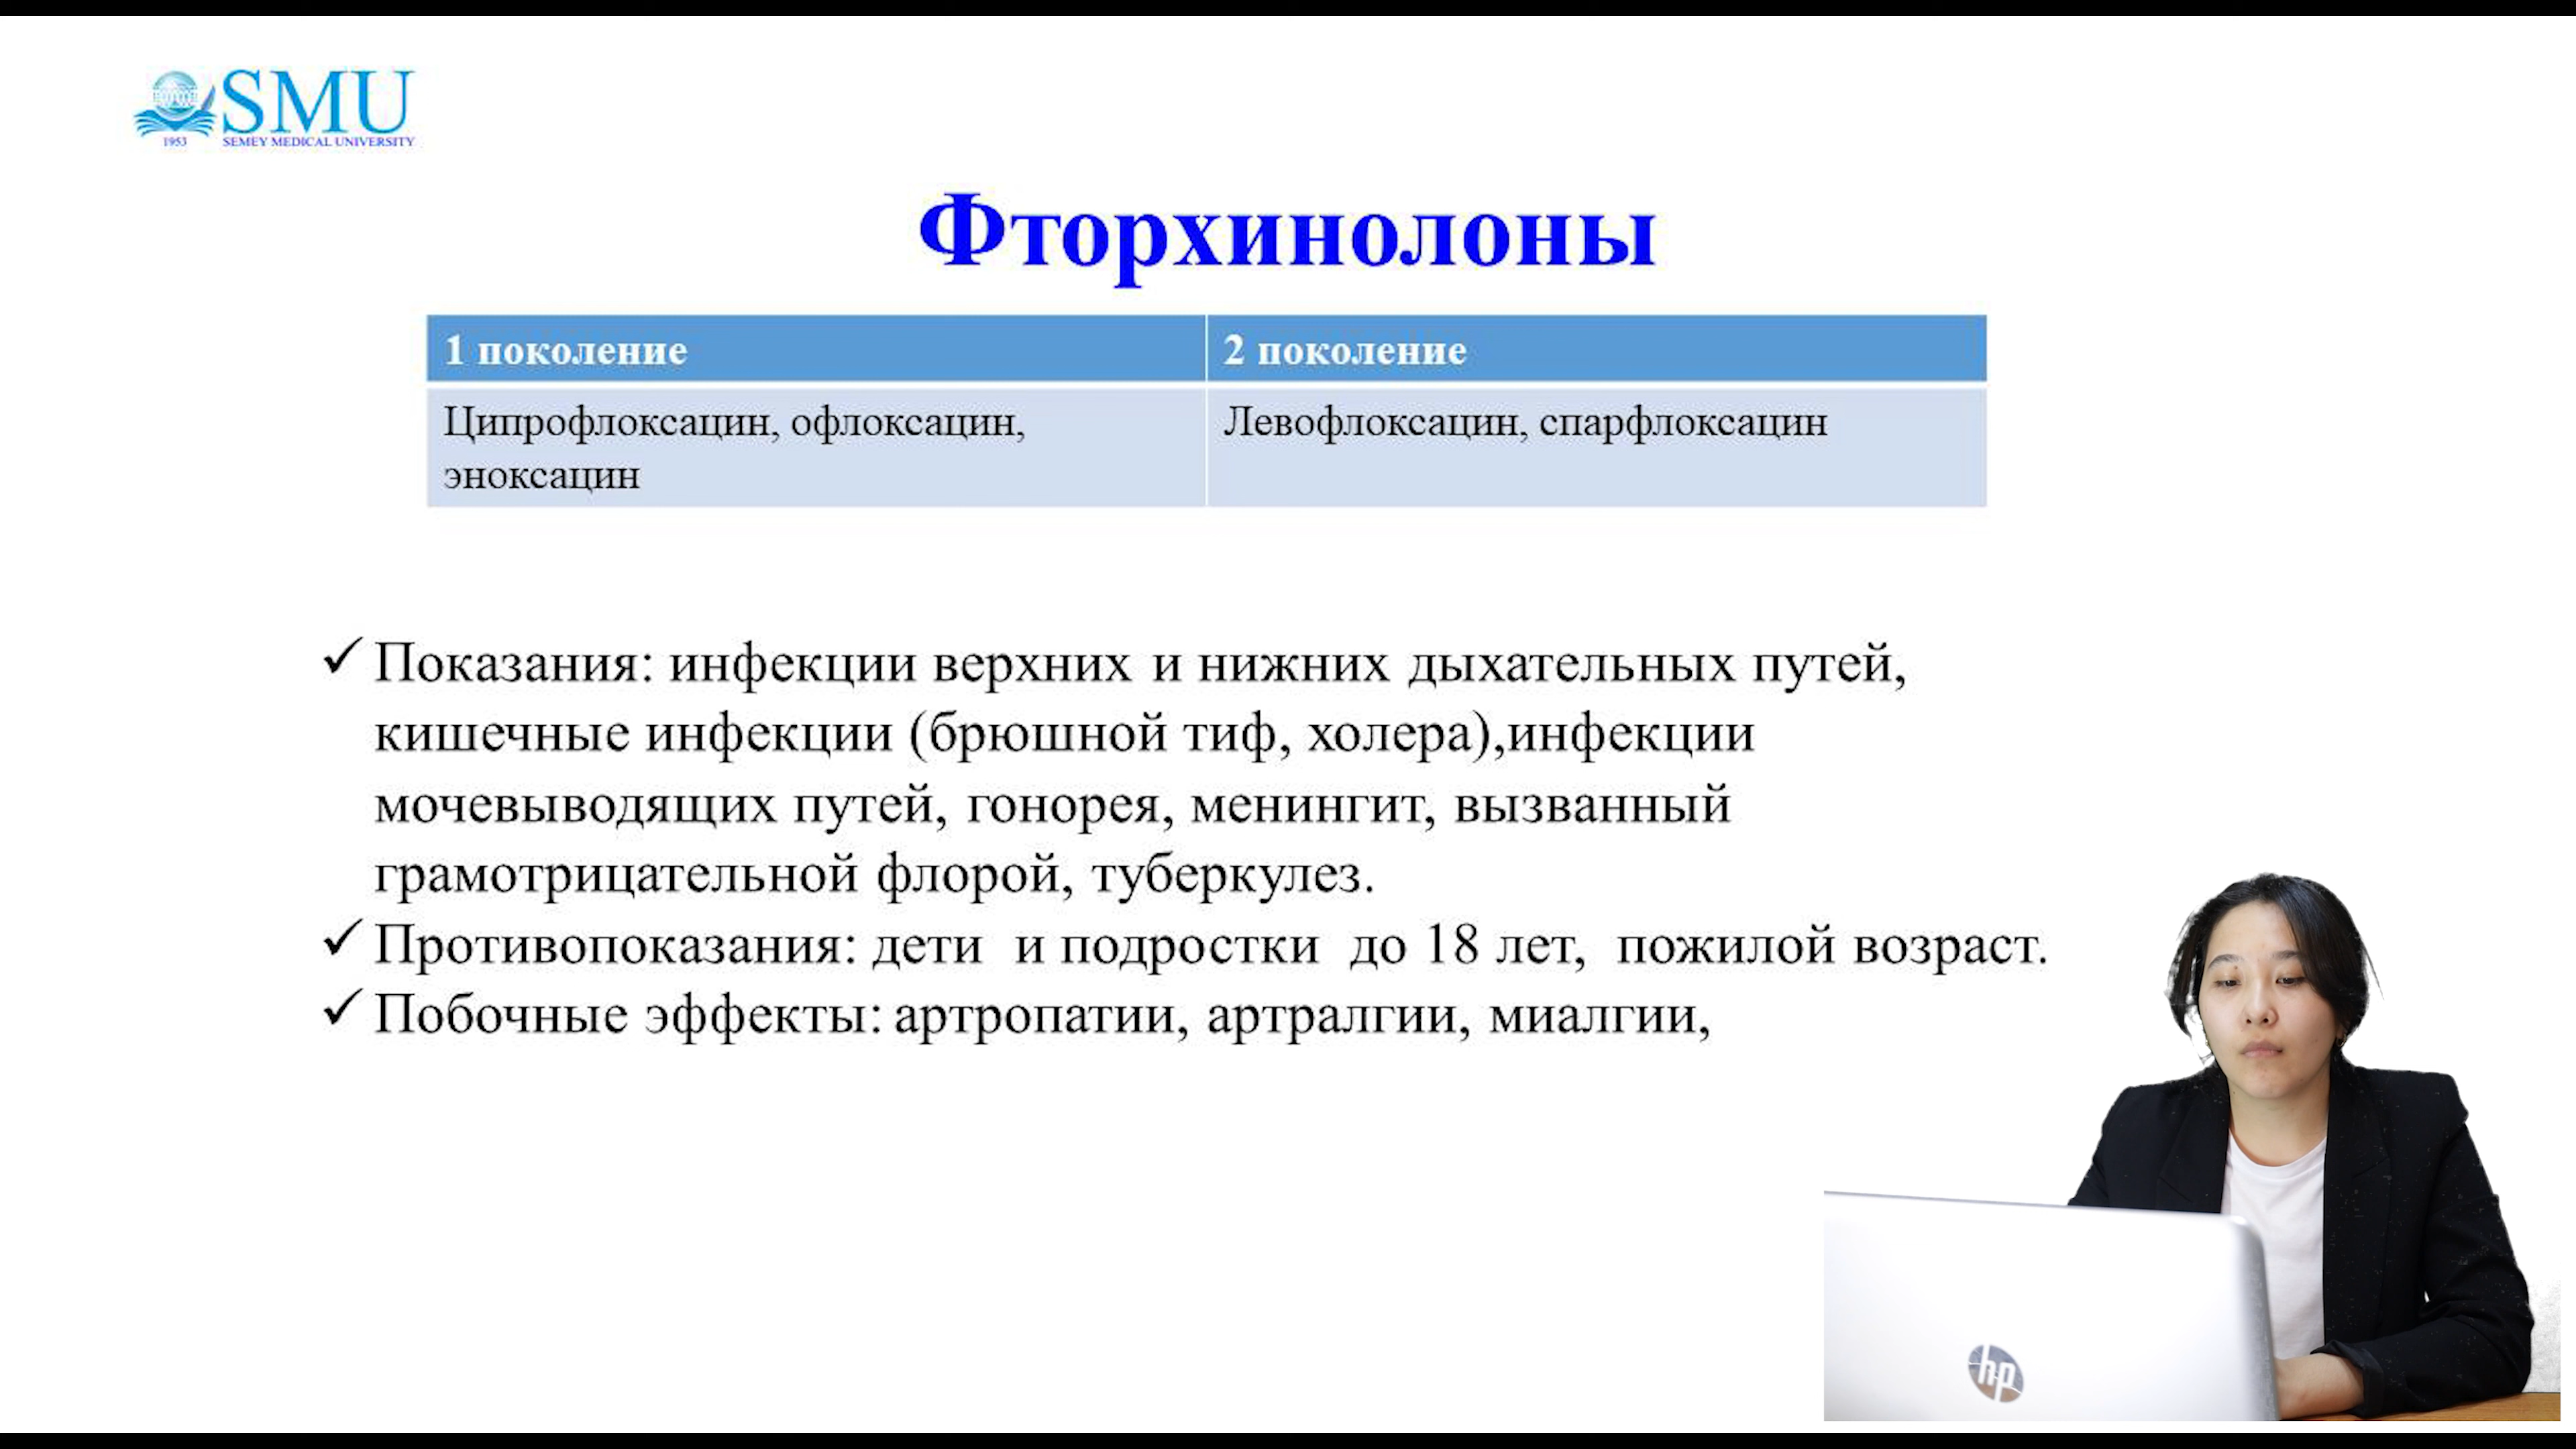 SMU
1953 SEMEY MEDICAL UNIVERSITY
Фторхинолоны
1 поколение
2 поколение
Ципрофлоксацин, офлоксацин,
эноксацин
Левофлоксацин, спарфлоксацин
✓ Показания: инфекции верхних и нижних дыхательных путей,
кишечные инфекции (брюшной тиф, холера),инфекции
мочевыводящих путей, гонорея, менингит, вызванный
грамотрицательной флорой, туберкулез.
✓ Противопоказания: дети и подростки до 18 лет, пожилой возраст.
✓ Побочные эффекты: артропатии, артралгии, миалгии,
hp